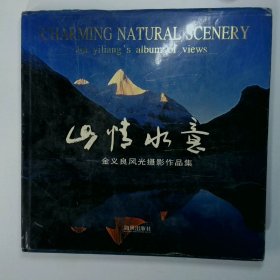 CHARMING NATURAL SCENERY
Jin yiliang's album of views
山情水意
——金义良风光摄影作品集